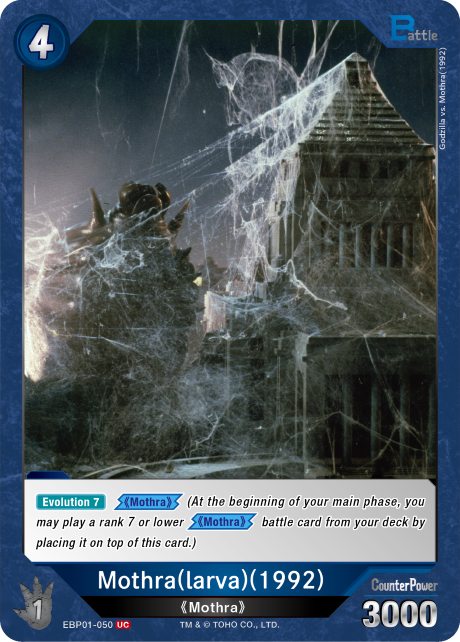 4
Battle
Godzilla vs. Mothra(1992)
Evolution 7 《Mothra》 (At the beginning of your main phase, you
may play a rank 7 or lower 《Mothra》 battle card from your deck by
placing it on top of this card.)
Mothra(larva)(1992)
CounterPower
1
《Mothra》
3000
EBP01-050 UC
TM & © TOHO CO., LTD.